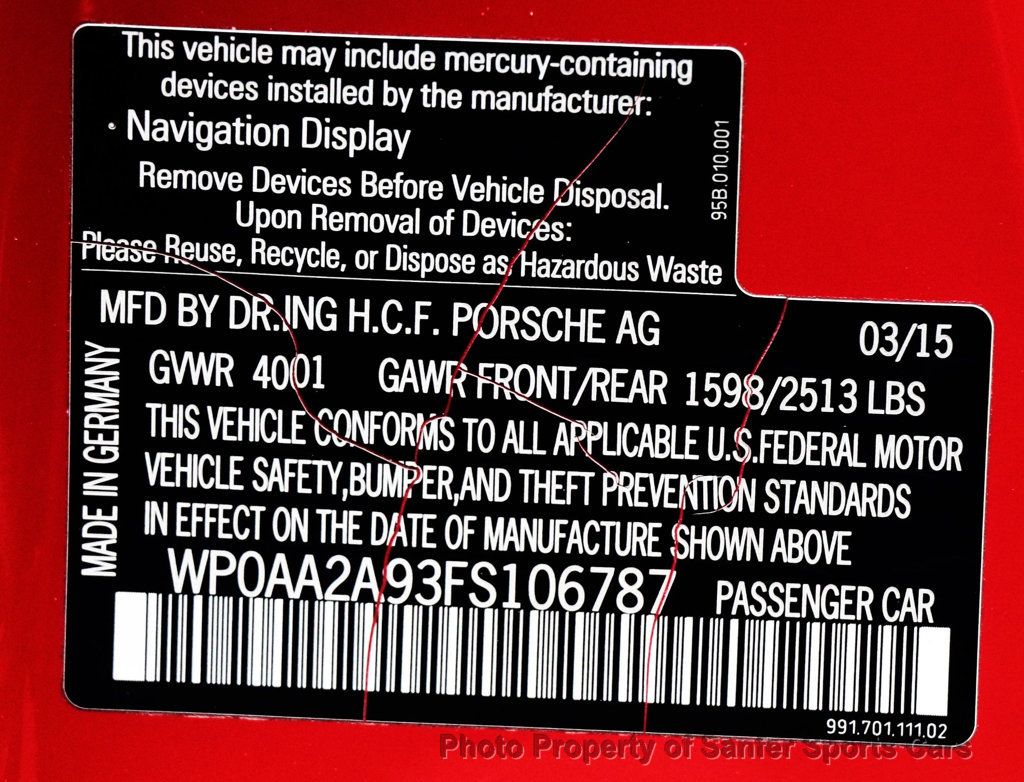 This vehicle may include mercury-containing
devices installed by the manufacturer:
• Navigation Display
Remove Devices Before Vehicle Disposal.
Upon Removal of Devices:
Please Reuse, Recycle, or Dispose as Hazardous Waste
95B.010.001
MFD BY DR.ING H.C.F. PORSCHE AG 03/15
GVWR 4001 GAWR FRONT/REAR 1598/2513 LBS
THIS VEHICLE CONFORMS TO ALL APPLICABLE U.S.FEDERAL MOTOR
VEHICLE SAFETY,BUMPER,AND THEFT PREVENTION STANDARDS
IN EFFECT ON THE DATE OF MANUFACTURE SHOWN ABOVE
WP0AA2A93FS106787 PASSENGER CAR
MADE IN GERMANY
991.701.111.02
Photo Property of Sanfer Sports Cars